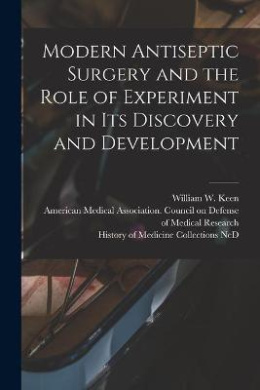 Modern Antiseptic
Surgery and the
Role of Experiment
in Its Discovery
and Development
William W. Keen
American Medical Association. Council on Defense
of Medical Research
History of Medicine Collections NcD